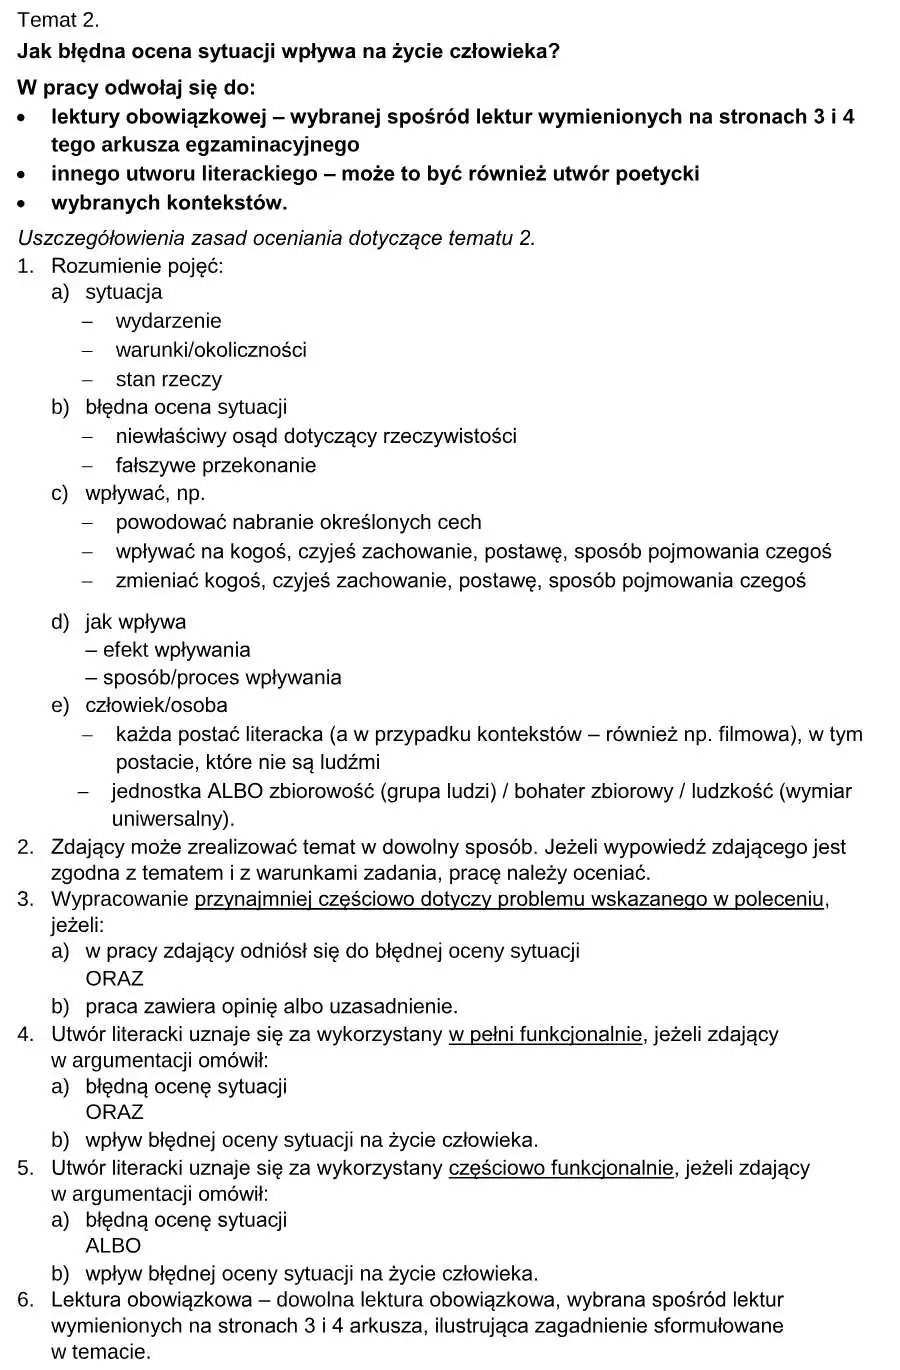 Temat 2.
Jak błędna ocena sytuacji wpływa na życie człowieka?
W pracy odwołaj się do:
• lektury obowiązkowej – wybranej spośród lektur wymienionych na stronach 3 i 4
tego arkusza egzaminacyjnego
• innego utworu literackiego – może to być również utwór poetycki
• wybranych kontekstów.
Uszczegółowienia zasad oceniania dotyczące tematu 2.
1. Rozumienie pojęć:
a) sytuacja
– wydarzenie
– warunki/okoliczności
– stan rzeczy
b) błędna ocena sytuacji
– niewłaściwy osąd dotyczący rzeczywistości
– fałszywe przekonanie
c) wpływać, np.
– powodować nabranie określonych cech
– wpływać na kogoś, czyjeś zachowanie, postawę, sposób pojmowania czegoś
– zmieniać kogoś, czyjeś zachowanie, postawę, sposób pojmowania czegoś
d) jak wpływa
– efekt wpływania
– sposób/proces wpływania
e) człowiek/osoba
– każda postać literacka (a w przypadku kontekstów – również np. filmowa), w tym
postacie, które nie są ludźmi
– jednostka ALBO zbiorowość (grupa ludzi) / bohater zbiorowy / ludzkość (wymiar
uniwersalny).
2. Zdający może zrealizować temat w dowolny sposób. Jeżeli wypowiedź zdającego jest
zgodna z tematem i z warunkami zadania, pracę należy oceniać.
3. Wypracowanie przynajmniej częściowo dotyczy problemu wskazanego w poleceniu,
jeżeli:
a) w pracy zdający odniósł się do błędnej oceny sytuacji
ORAZ
b) praca zawiera opinię albo uzasadnienie.
4. Utwór literacki uznaje się za wykorzystany w pełni funkcjonalnie, jeżeli zdający
w argumentacji omówił:
a) błędną ocenę sytuacji
ORAZ
b) wpływ błędnej oceny sytuacji na życie człowieka.
5. Utwór literacki uznaje się za wykorzystany częściowo funkcjonalnie, jeżeli zdający
w argumentacji omówił:
a) błędną ocenę sytuacji
ALBO
b) wpływ błędnej oceny sytuacji na życie człowieka.
6. Lektura obowiązkowa – dowolna lektura obowiązkowa, wybrana spośród lektur
wymienionych na stronach 3 i 4 arkusza, ilustrująca zagadnienie sformułowane
w temacie.